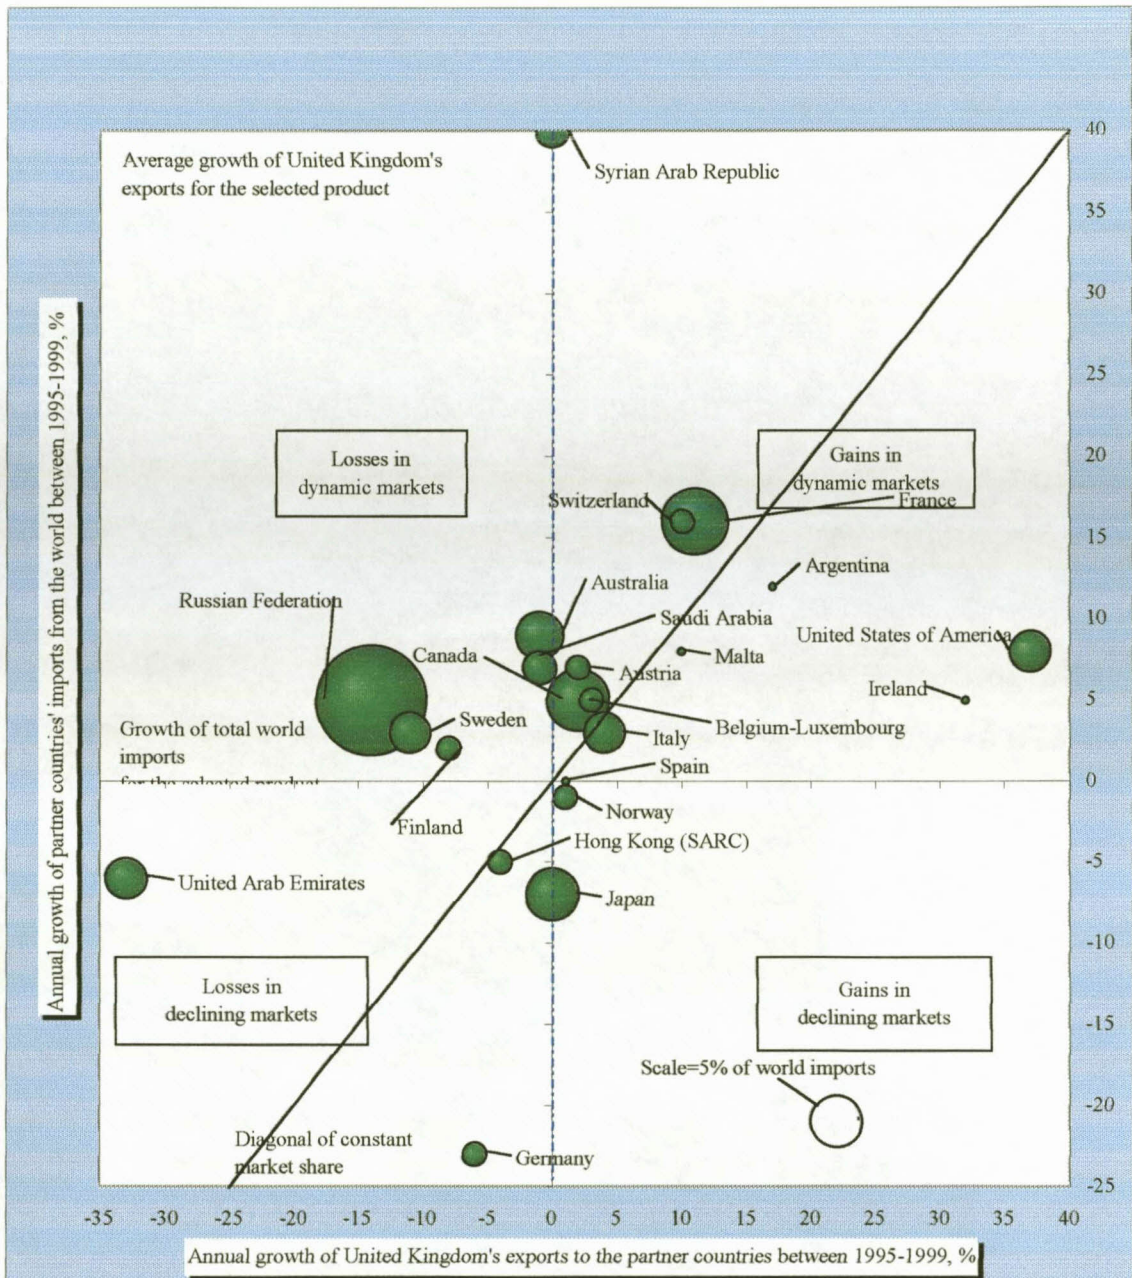 Average growth of United Kingdom's
exports for the selected product
Syrian Arab Republic
40
35
30
25
20
15
10
5
0
-5
-10
-15
-20
-25
Annual growth of partner countries' imports from the world between 1995-1999, %
Losses in
dynamic markets
Gains in
dynamic markets
Switzerland
France
Argentina
Australia
Russian Federation
Saudi Arabia
United States of America
Canada
Malta
Austria
Ireland
Sweden
Belgium-Luxembourg
Italy
Growth of total world
imports
for the selected product
Spain
Norway
Finland
Hong Kong (SARC)
United Arab Emirates
Japan
Losses in
declining markets
Gains in
declining markets
Scale=5% of world imports
Diagonal of constant
market share
Germany
-35 -30 -25 -20 -15 -10 -5 0 5 10 15 20 25 30 35 40
Annual growth of United Kingdom's exports to the partner countries between 1995-1999, %